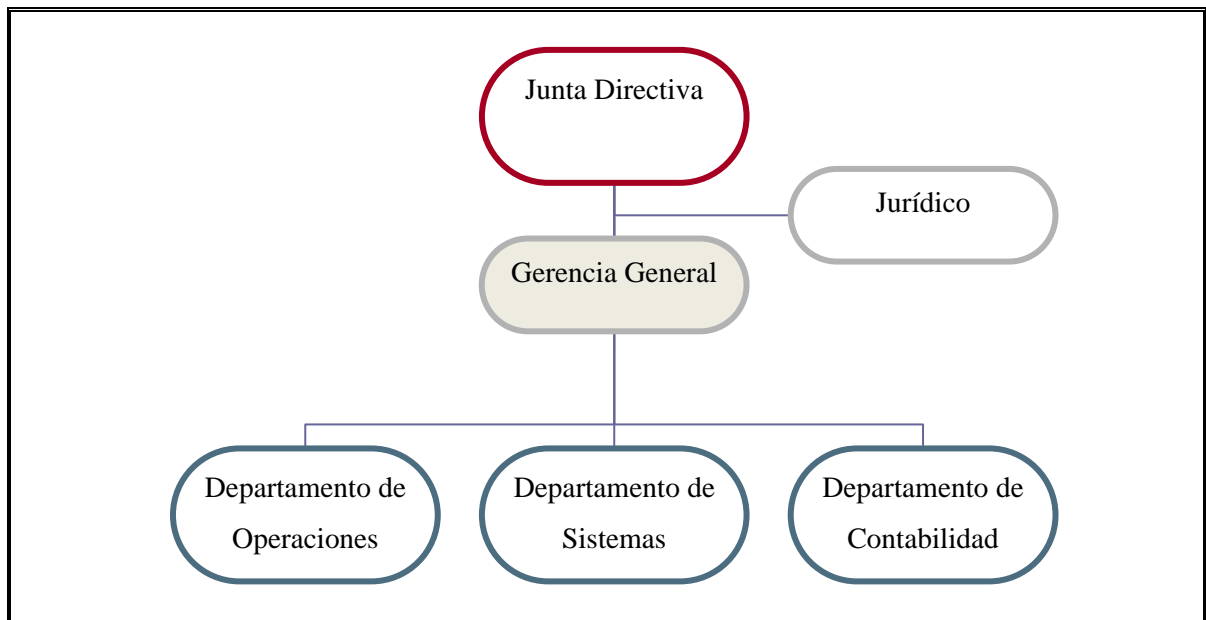 Junta Directiva
Jurídico
Gerencia General
Departamento de
Operaciones
Departamento de
Sistemas
Departamento de
Contabilidad